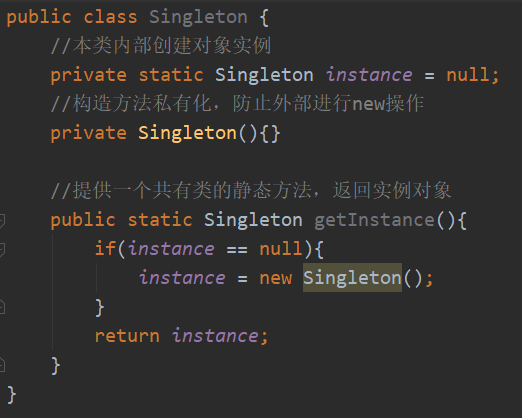 public class Singleton {
//本类内部创建对象实例
private static Singleton instance = null;
//构造方法私有化，防止外部进行new操作
private Singleton(){}
//提供一个共有类的静态方法，返回实例对象
public static Singleton getInstance(){
if(instance == null){
instance = new Singleton();
}
return instance;
}
}